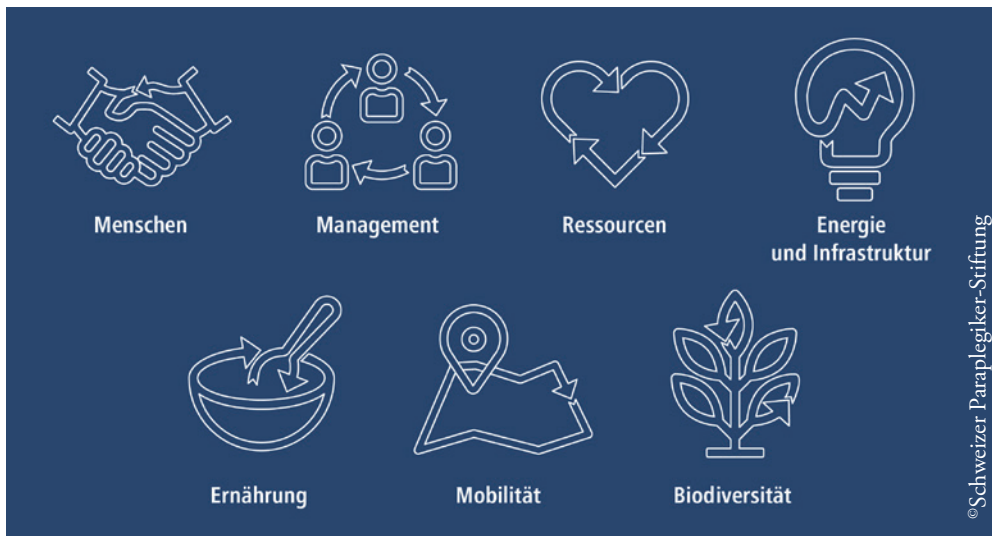 Menschen
Management
Ressourcen
Energie
und Infrastruktur
Ernährung
Mobilität
Biodiversität
©Schweizer Paraplegiker-Stiftung